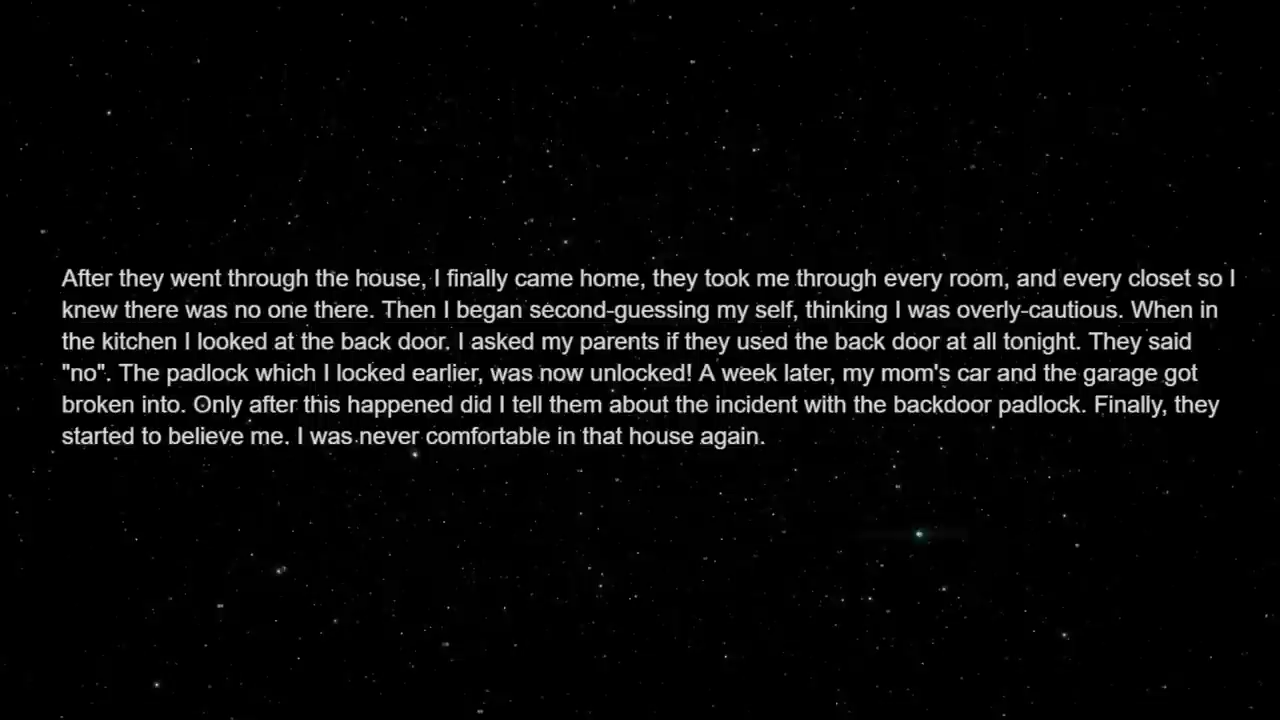 After they went through the house, I finally came home, they took me through every room, and every closet so I
knew there was no one there. Then I began second-guessing my self, thinking I was overly-cautious. When in
the kitchen I looked at the back door. I asked my parents if they used the back door at all tonight. They said
"no". The padlock which I locked earlier, was now unlocked! A week later, my mom's car and the garage got
broken into. Only after this happened did I tell them about the incident with the backdoor padlock. Finally, they
started to believe me. I was never comfortable in that house again.